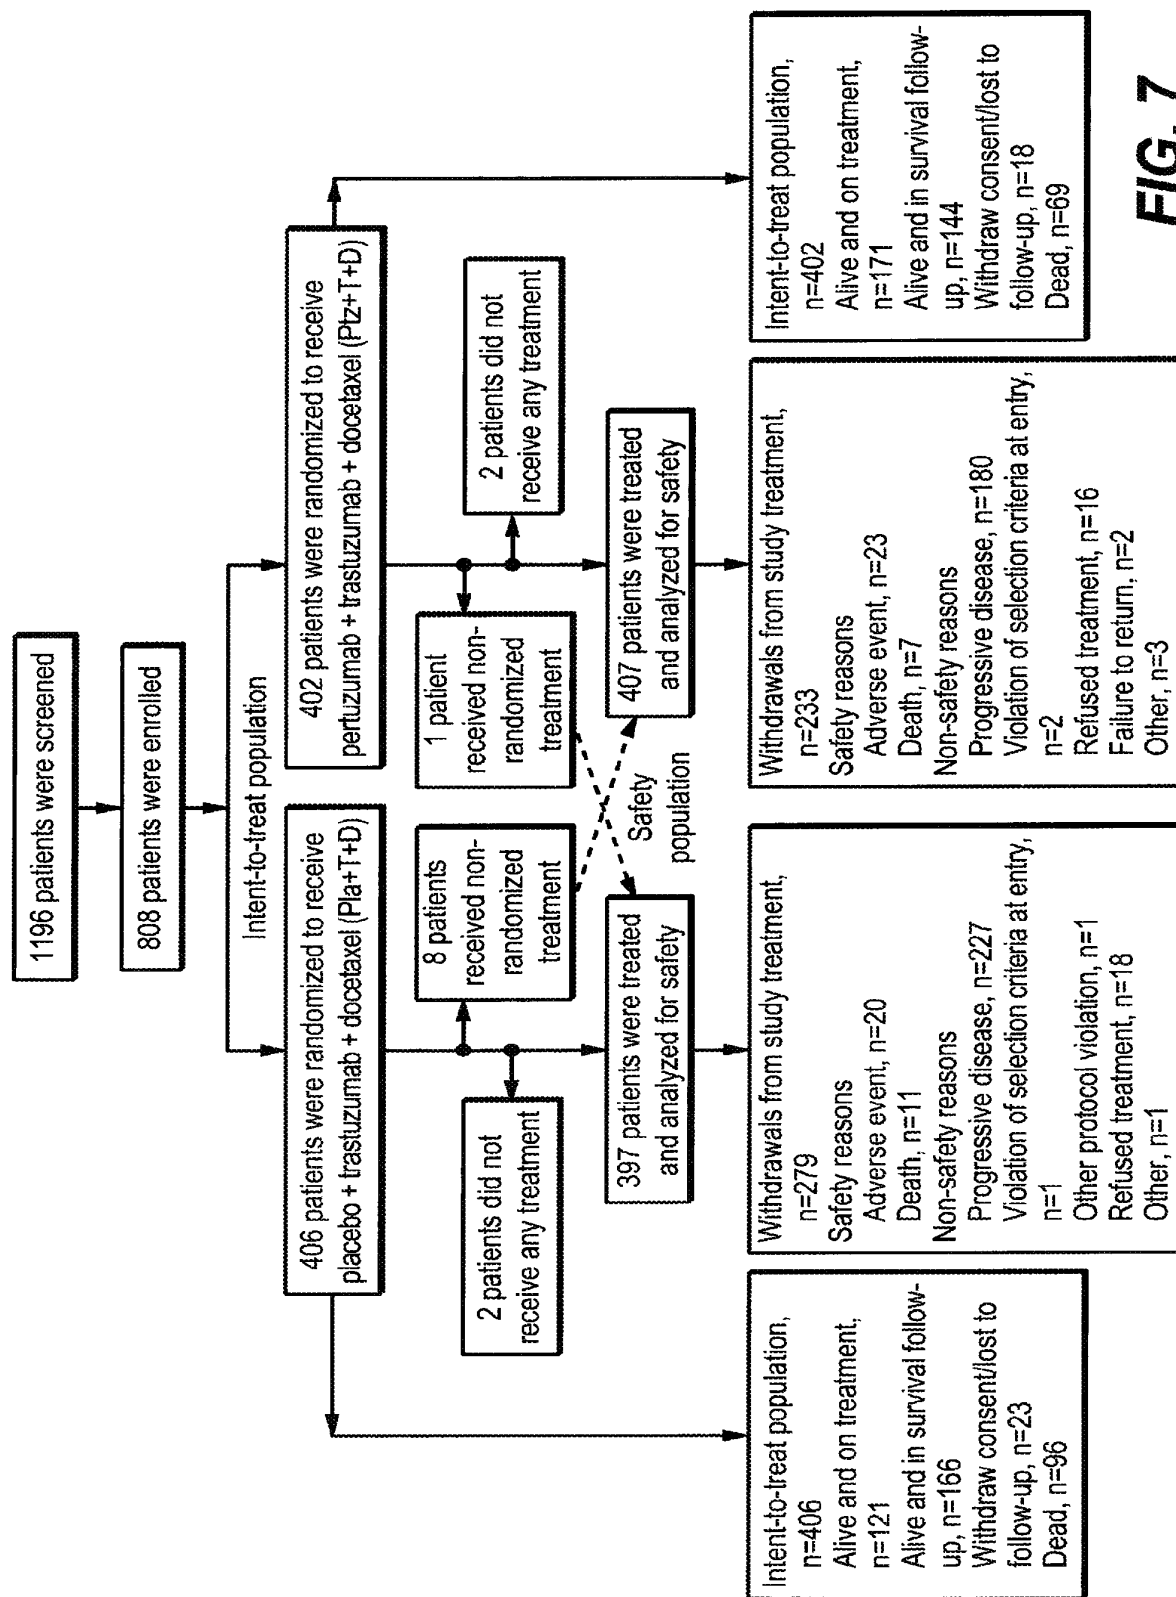 1196 patients were screened
808 patients were enrolled
Intent-to-treat population
406 patients were randomized to receive
placebo + trastuzumab + docetaxel (Pla+T+D)
402 patients were randomized to receive
pertuzumab + trastuzumab + docetaxel (Ptz+T+D)
2 patients did not
receive any treatment
8 patients
received non-
randomized
treatment
1 patient
received non-
randomized
treatment
2 patients did not
receive any treatment
Safety
population
397 patients were treated
and analyzed for safety
407 patients were treated
and analyzed for safety
Intent-to-treat population,
n=406
Alive and on treatment,
n=121
Alive and in survival follow-
up, n=166
Withdraw consent/lost to
follow-up, n=23
Dead, n=96
Withdrawals from study treatment,
n=279
Safety reasons
Adverse event, n=20
Death, n=11
Non-safety reasons
Progressive disease, n=227
Violation of selection criteria at entry,
n=1
Other protocol violation, n=1
Refused treatment, n=18
Other, n=1
Withdrawals from study treatment,
n=233
Safety reasons
Adverse event, n=23
Death, n=7
Non-safety reasons
Progressive disease, n=180
Violation of selection criteria at entry,
n=2
Refused treatment, n=16
Failure to return, n=2
Other, n=3
Intent-to-treat population,
n=402
Alive and on treatment,
n=171
Alive and in survival follow-
up, n=144
Withdraw consent/lost to
follow-up, n=18
Dead, n=69
FIG. 7